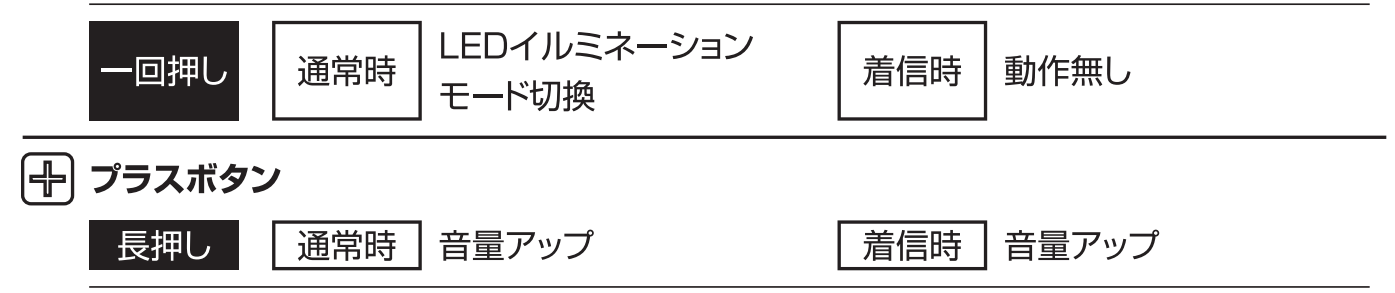 一回押し 通常時 LEDイルミネーション
モード切換 着信時 動作無し
プラスボタン
長押し 通常時 音量アップ 着信時 音量アップ